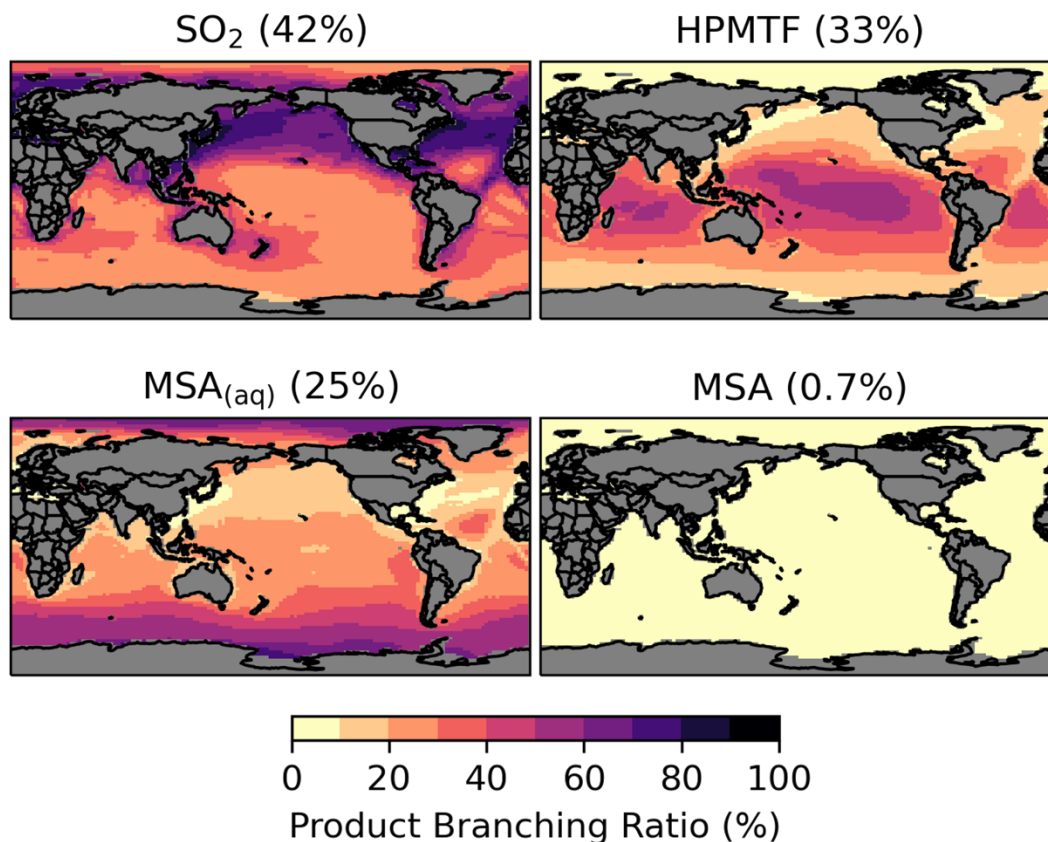 SO₂ (42%)
HPMTF (33%)
MSA₍aq₎ (25%)
MSA (0.7%)
0 20 40 60 80 100
Product Branching Ratio (%)